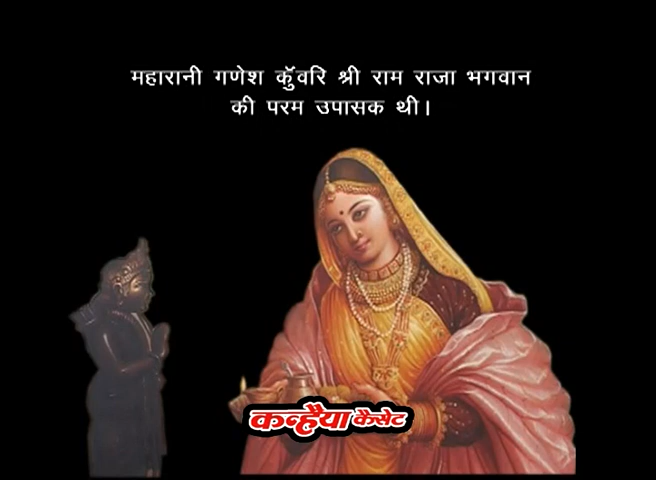 महारानी गणेश कुॅवरि श्री राम राजा भगवान
की परम उपासक थी।
कन्हैया कैसेट